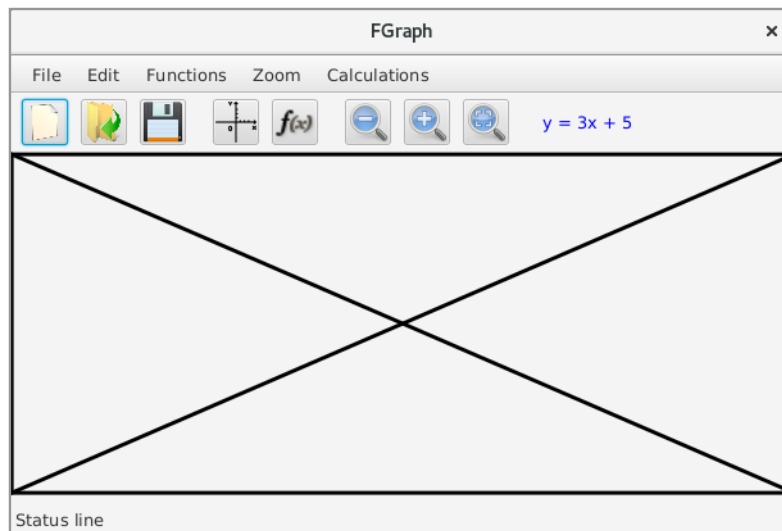 FGraph
File Edit Functions Zoom Calculations
f(x) y = 3x + 5
Status line